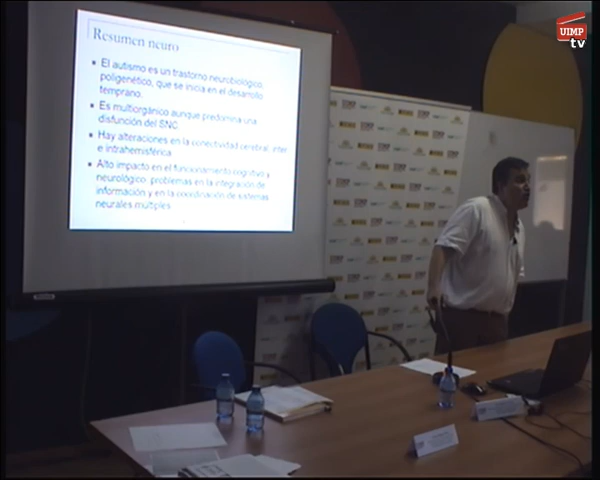 UIMP
tv
Resumen neuro
El autismo es un trastorno neurobiológico,
poligenético, que se inicia en el desarrollo
temprano.
Es multiorgánico aunque predomina una
disfunción del SNC.
Hay alteraciones en la conectividad cerebral inter
e intrahemisférica
Alto impacto en el funcionamiento cognitivo y
neurológico: problemas en la integración de
información y en la coordinación de sistemas
neurales múltiples